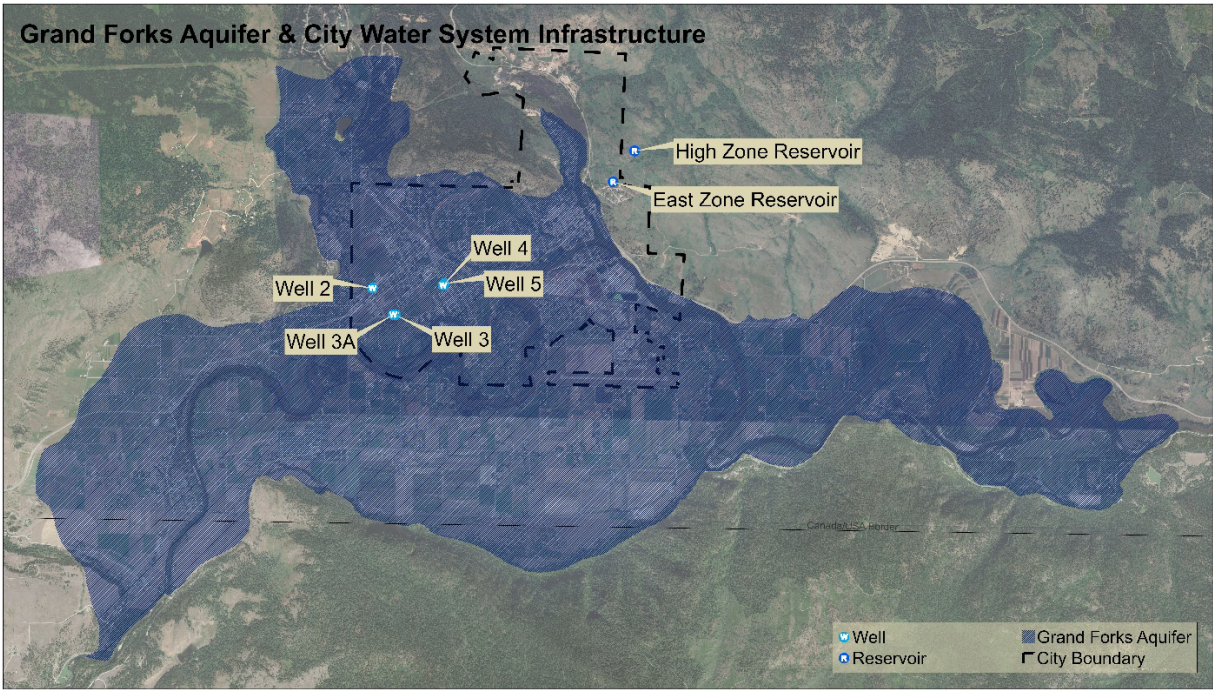 Grand Forks Aquifer & City Water System Infrastructure
High Zone Reservoir
East Zone Reservoir
Well 4
Well 2
Well 5
Well 3A
Well 3
Canada/USA Border
Well
Grand Forks Aquifer
Reservoir
City Boundary